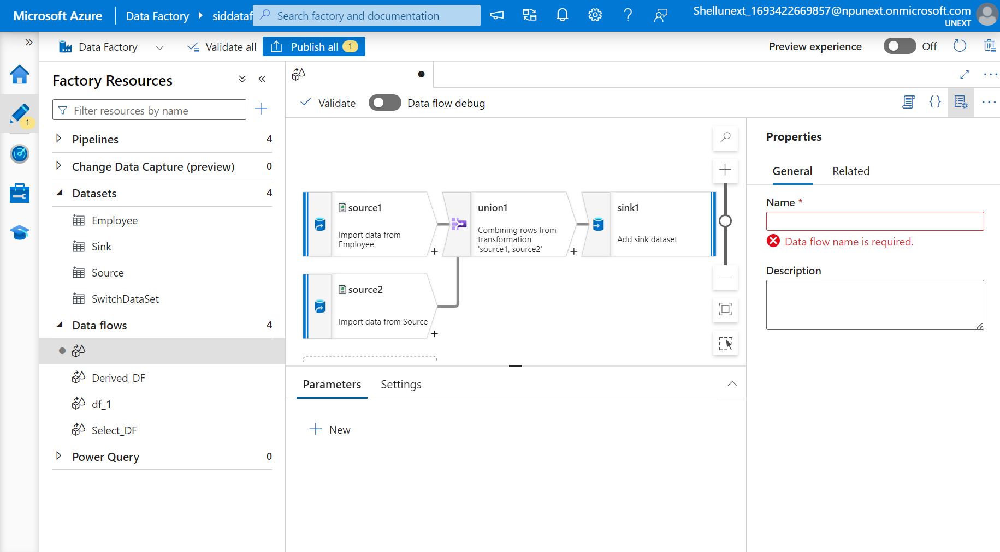 Microsoft Azure
Data Factory
siddataf
Search factory and documentation
Shellunext_1693422669857@npunext.onmicrosoft.com
UNEXT
Data Factory
Validate all
Publish all 1
Preview experience
Off
1
Factory Resources
Filter resources by name
Pipelines 4
Change Data Capture (preview) 0
Datasets 4
Employee
Sink
Source
SwitchDataSet
Data flows 4
Derived_DF
df_1
Select_DF
Power Query 0
Validate
Data flow debug
source1
Import data from
Employee
union1
Combining rows from
transformation
'source1, source2'
sink1
Add sink dataset
source2
Import data from Source
Parameters
Settings
New
Properties
General
Related
Name *
Data flow name is required.
Description